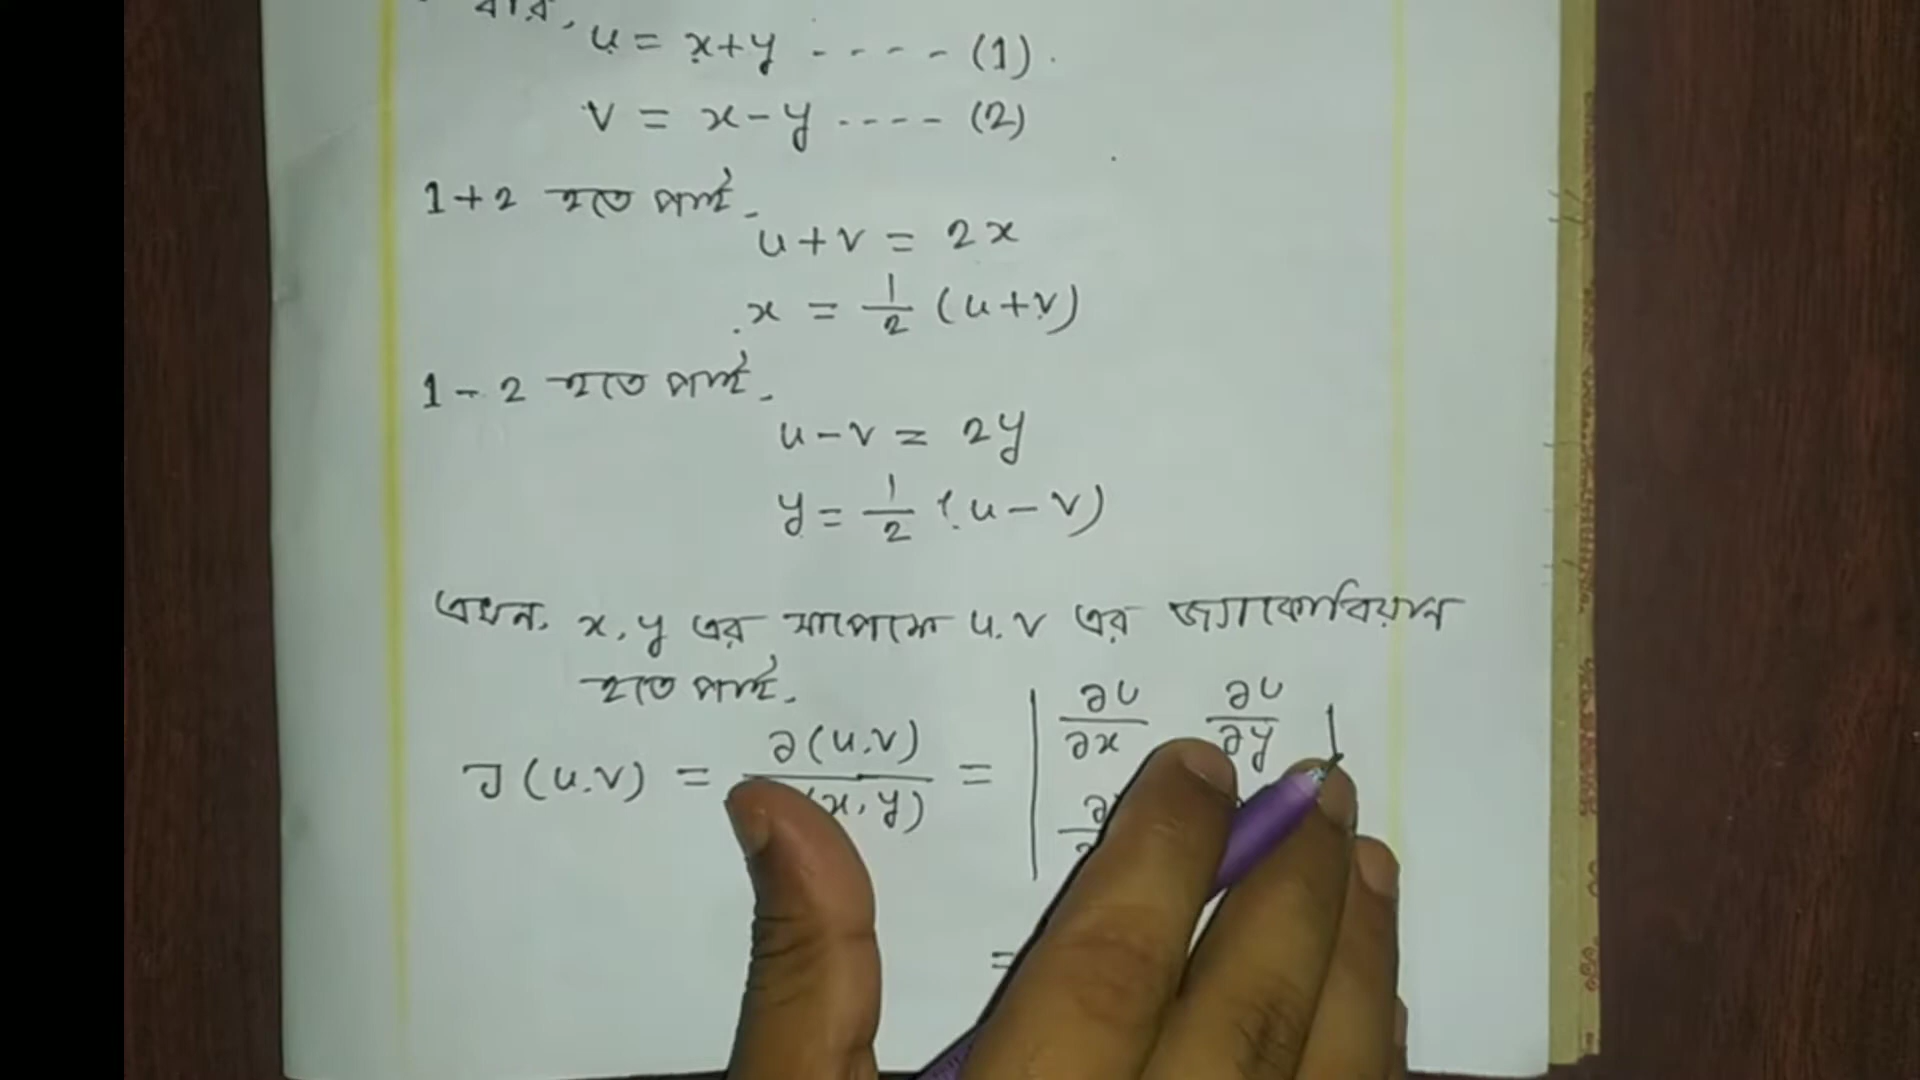 u = x+y ---- (1)
v = x-y ---- (2)
1+2 হতে পাই,
u+v = 2x
x = 1/2 (u+v)
1-2 হতে পাই,
u-v = 2y
y = 1/2 (u-v)
এখন, x, y এর সাপেক্ষে u, v এর জ্যাকোবিয়ান
হতে পাই,
J(u.v) = ∂(u.v)/(x,y) = | ∂u/∂x ∂u/∂y |
=